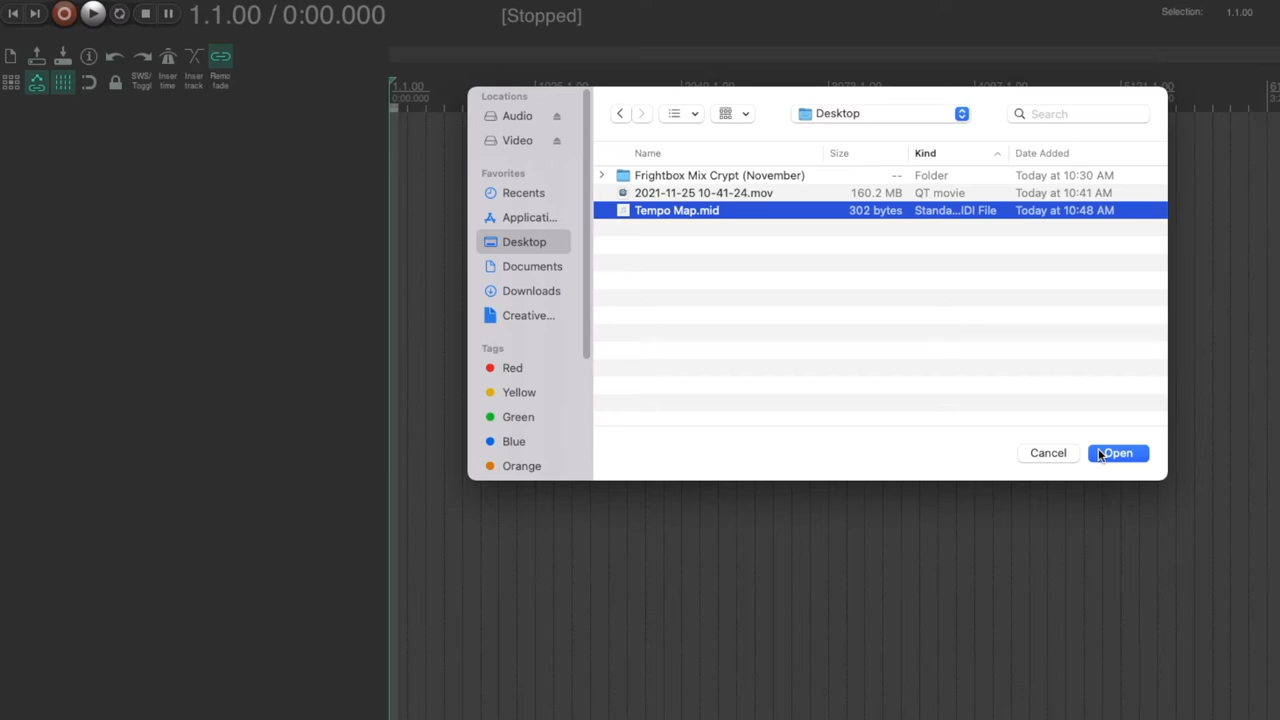 1.1.00 / 0:00.000
[Stopped]
Selection: 1.1.00
SWS/
Toggl
Inser
time
Inser
track
Remo
fade
1.1.00
0:00.000
Locations
Audio
Video
Favorites
Recents
Applicati...
Desktop
Documents
Downloads
Creative...
Tags
Red
Yellow
Green
Blue
Orange
Desktop
Search
Name Size Kind Date Added
Frightbox Mix Crypt (November) -- Folder Today at 10:30 AM
2021-11-25 10-41-24.mov 160.2 MB QT movie Today at 10:41 AM
Tempo Map.mid 302 bytes Standa...IDI File Today at 10:48 AM
Cancel Open